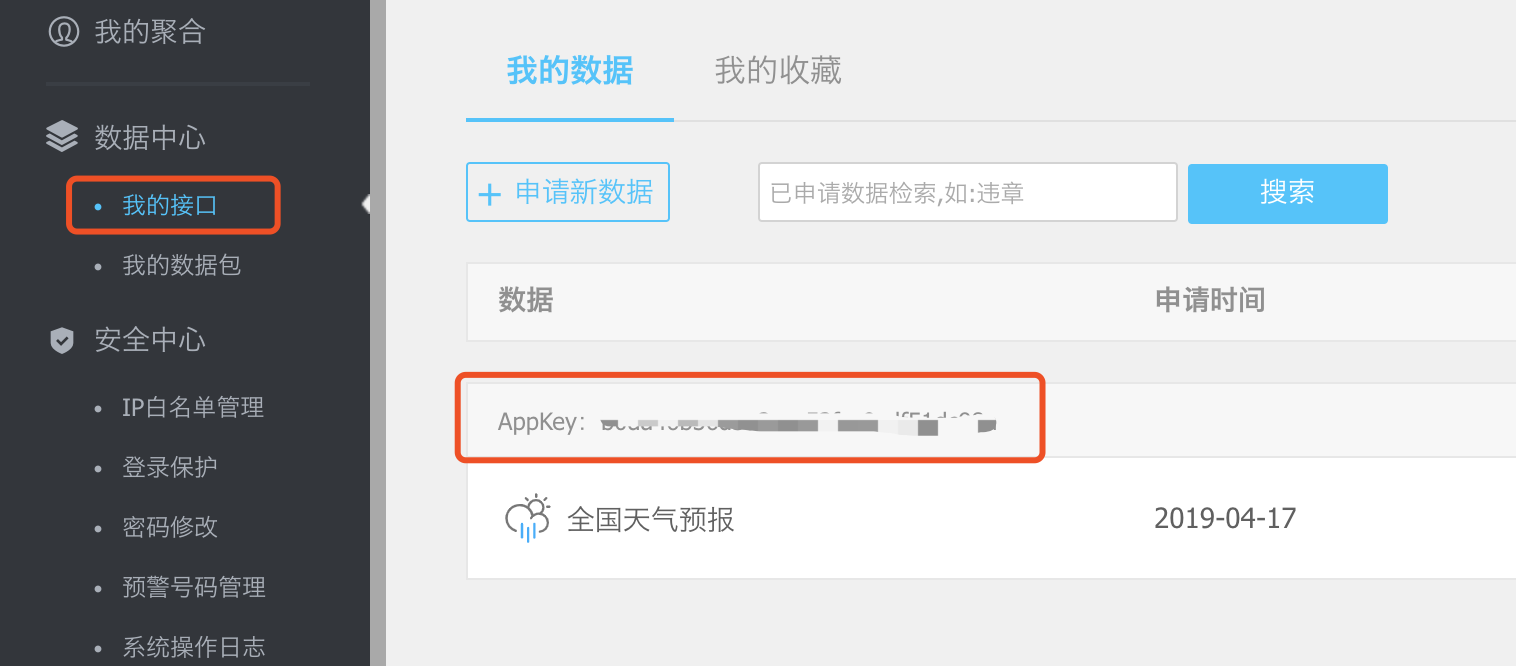 我的聚合
数据中心
我的接口
我的数据包
安全中心
IP白名单管理
登录保护
密码修改
预警号码管理
系统操作日志
我的数据 我的收藏
+ 申请新数据 已申请数据检索,如:违章 搜索
数据 申请时间
AppKey:
全国天气预报 2019-04-17